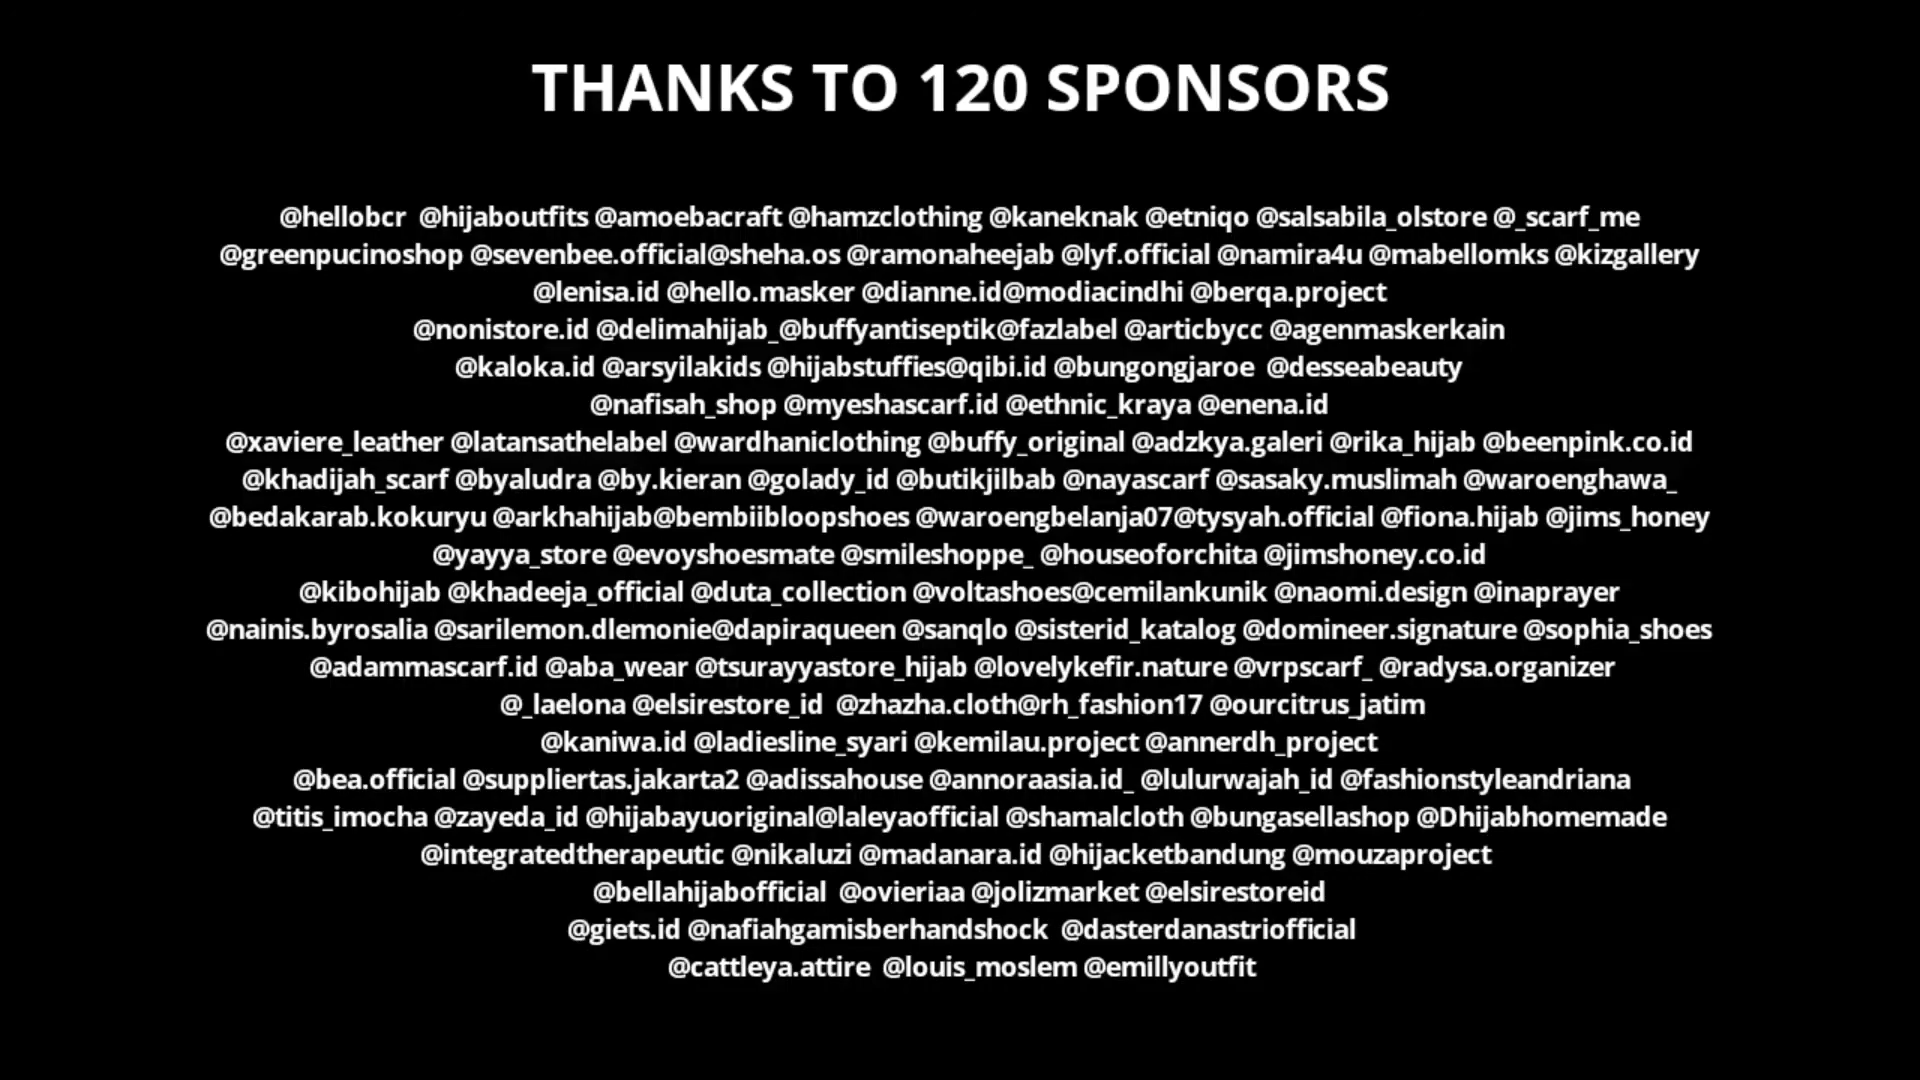 THANKS TO 120 SPONSORS
@hellobcr @hijaboutfits @amoebacraft @hamzclothing @kaneknak @etniqo @salsabila_olstore @_scarf_me
@greenpucinoshop @sevenbee.official@sheha.os @ramonaheejab @lyf.official @namira4u @mabellomks @kizgallery
@lenisa.id @hello.masker @dianne.id@modiacindhi @berqa.project
@nonistore.id @delimahijab_@buffyantiseptik@fazlabel @articbycc @agenmaskerkain
@kaloka.id @arsyilakids @hijabstuffies@qibi.id @bungongjaroe @desseabeauty
@nafisah_shop @myeshascarf.id @ethnic_kraya @enena.id
@xaviere_leather @latansathelabel @wardhaniclothing @buffy_original @adzkya.galeri @rika_hijab @beenpink.co.id
@khadijah_scarf @byaludra @by.kieran @golady_id @butikjilbab @nayascarf @sasaky.muslimah @waroenghawa_
@bedakarab.kokuryu @arkhahijab@bembiibloopshoes @waroengbelanja07@tysyah.official @fiona.hijab @jims_honey
@yayya_store @evoyshoesmate @smileshoppe_ @houseoforchita @jimshoney.co.id
@kibohijab @khadeeja_official @duta_collection @voltashoes@cemilankunik @naomi.design @inaprayer
@nainis.byrosalia @sarilemon.dlemonie@dapiraqueen @sanqlo @sisterid_katalog @domineer.signature @sophia_shoes
@adammascarf.id @aba_wear @tsurayyastore_hijab @lovelykefir.nature @vrpscarf_ @radysa.organizer
@_laelona @elsirestore_id @zhazha.cloth@rh_fashion17 @ourcitrus_jatim
@kaniwa.id @ladiesline_syari @kemilau.project @annerdh_project
@bea.official @suppliertas.jakarta2 @adissahouse @annoraasia.id_ @lulurwajah_id @fashionstyleandriana
@titis_imocha @zayeda_id @hijabayuoriginal@laleyaofficial @shamalcloth @bungasellashop @Dhijabhomemade
@integratedtherapeutic @nikaluzi @madanara.id @hijacketbandung @mouzaproject
@bellahijabofficial @ovieriaa @jolizmarket @elsirestoreid
@giets.id @nafiahgamisberhandshock @dasterdanastriofficial
@cattleya.attire @louis_moslem @emillyoutfit